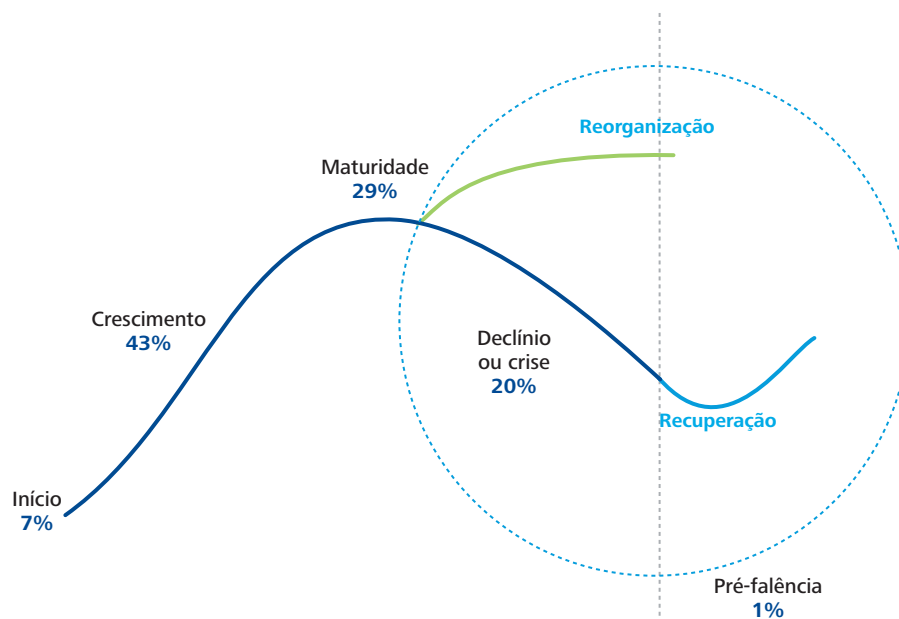 Reorganização
Maturidade
29%
Crescimento
43%
Declínio
ou crise
20%
Recuperação
Início
7%
Pré-falência
1%